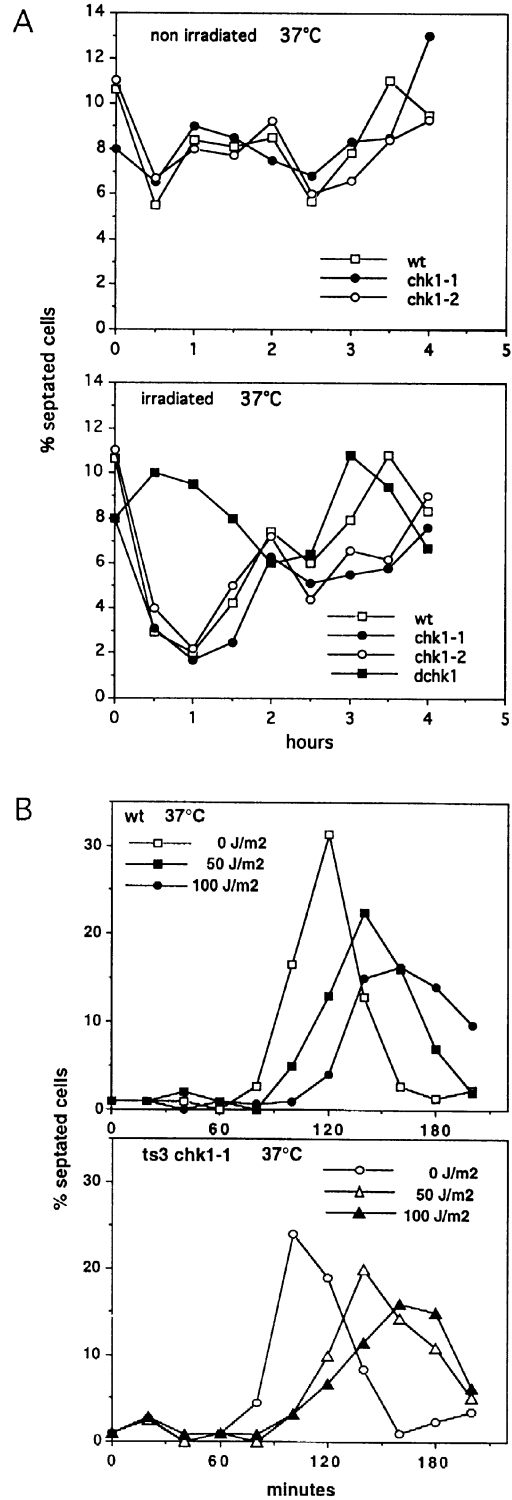 A
14
non irradiated 37°C
12
10
8
6
4
2
0
wt
chk1-1
chk1-2
0 1 2 3 4 5
% septated cells
14
irradiated 37°C
12
10
8
6
4
2
0
wt
chk1-1
chk1-2
dchk1
0 1 2 3 4 5
hours
B
wt 37°C
0 J/m2
50 J/m2
100 J/m2
30
20
10
0
0 60 120 180
% septated cells
ts3 chk1-1 37°C
0 J/m2
50 J/m2
100 J/m2
30
20
10
0
0 60 120 180
minutes